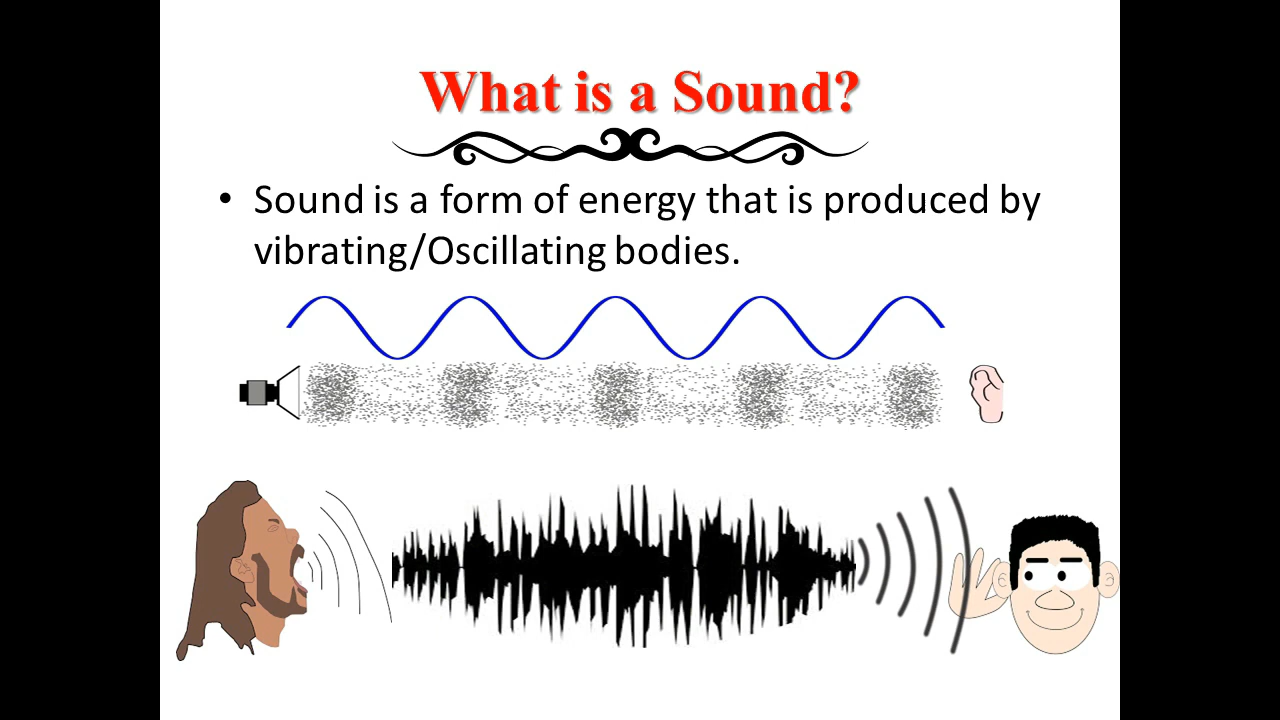 What is a Sound?
• Sound is a form of energy that is produced by
vibrating/Oscillating bodies.